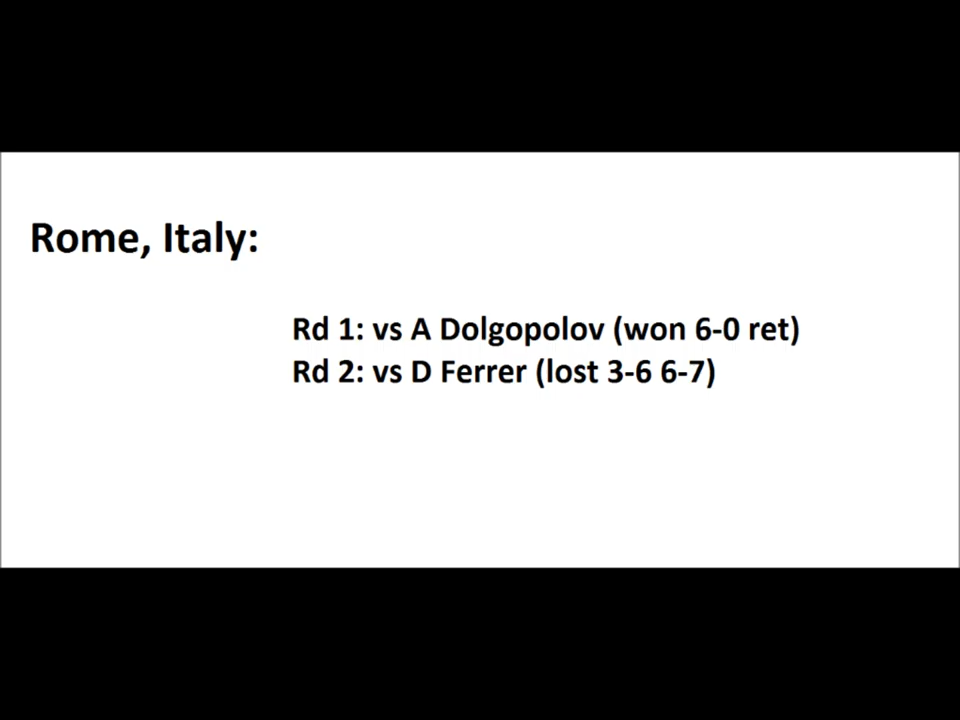 Rome, Italy:
Rd 1: vs A Dolgopolov (won 6-0 ret)
Rd 2: vs D Ferrer (lost 3-6 6-7)